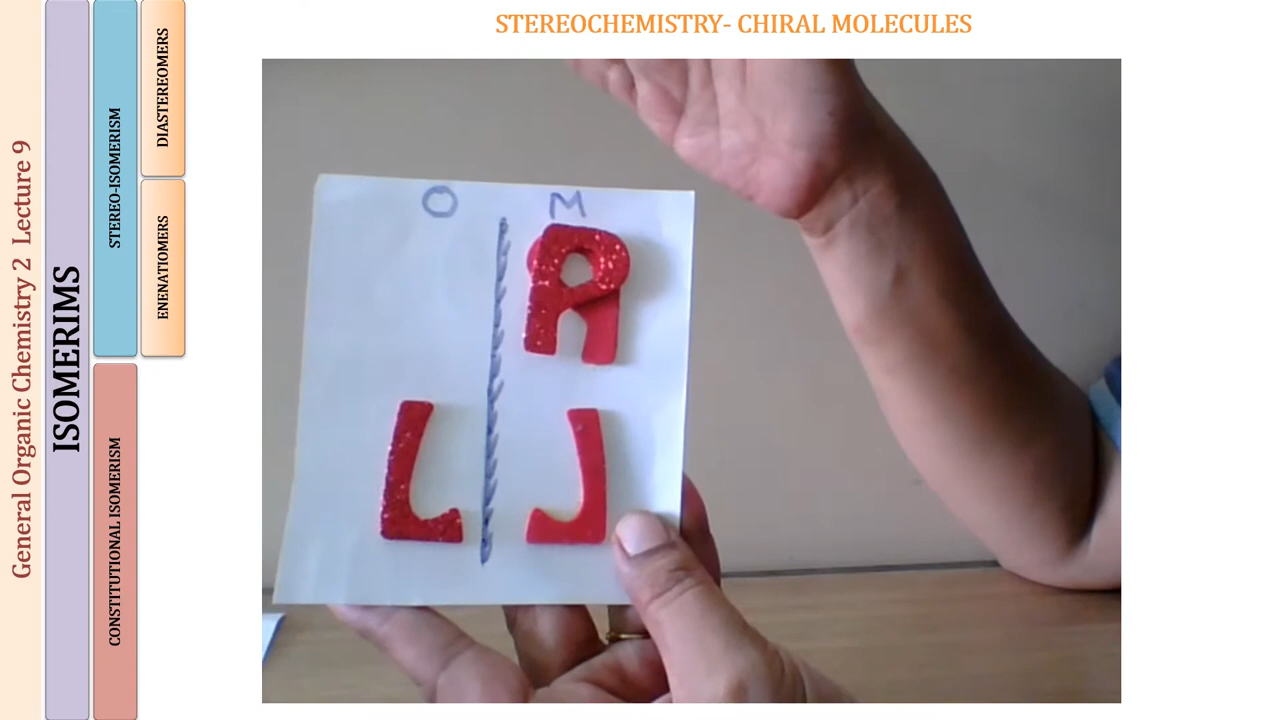 STEREOCHEMISTRY- CHIRAL MOLECULES
General Organic Chemistry 2 Lecture 9
ISOMERIMS
STEREO-ISOMERISM
CONSTITUTIONAL ISOMERISM
DIASTEREOMERS
ENENATIOMERS
O M
R
L